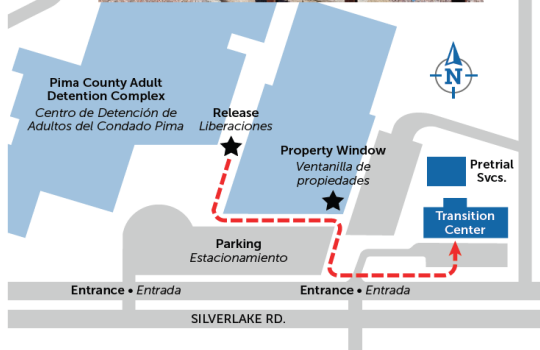 N
Pima County Adult
Detention Complex
Centro de Detención de
Adultos del Condado Pima
Release
Liberaciones
Property Window
Ventanilla de
propiedades
Pretrial
Svcs.
Transition
Center
Parking
Estacionamiento
Entrance • Entrada
Entrance • Entrada
SILVERLAKE RD.